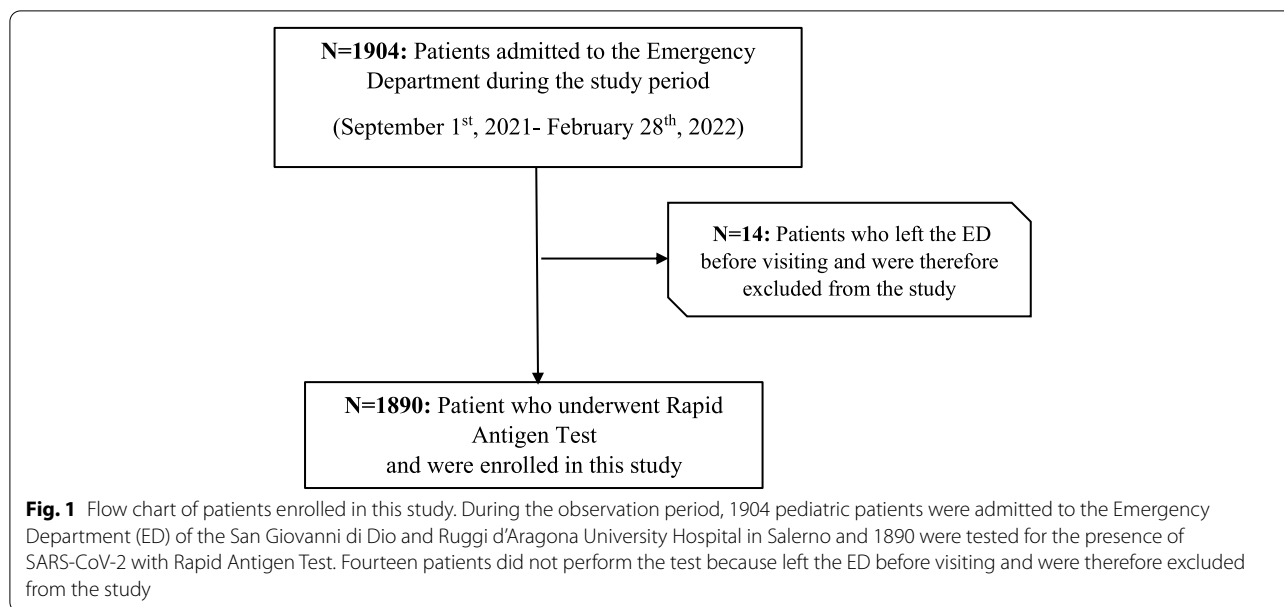 N=1904: Patients admitted to the Emergency
Department during the study period
(September 1st, 2021- February 28th, 2022)
N=14: Patients who left the ED
before visiting and were therefore
excluded from the study
N=1890: Patient who underwent Rapid
Antigen Test
and were enrolled in this study
Fig. 1 Flow chart of patients enrolled in this study. During the observation period, 1904 pediatric patients were admitted to the Emergency
Department (ED) of the San Giovanni di Dio and Ruggi d’Aragona University Hospital in Salerno and 1890 were tested for the presence of
SARS-CoV-2 with Rapid Antigen Test. Fourteen patients did not perform the test because left the ED before visiting and were therefore excluded
from the study